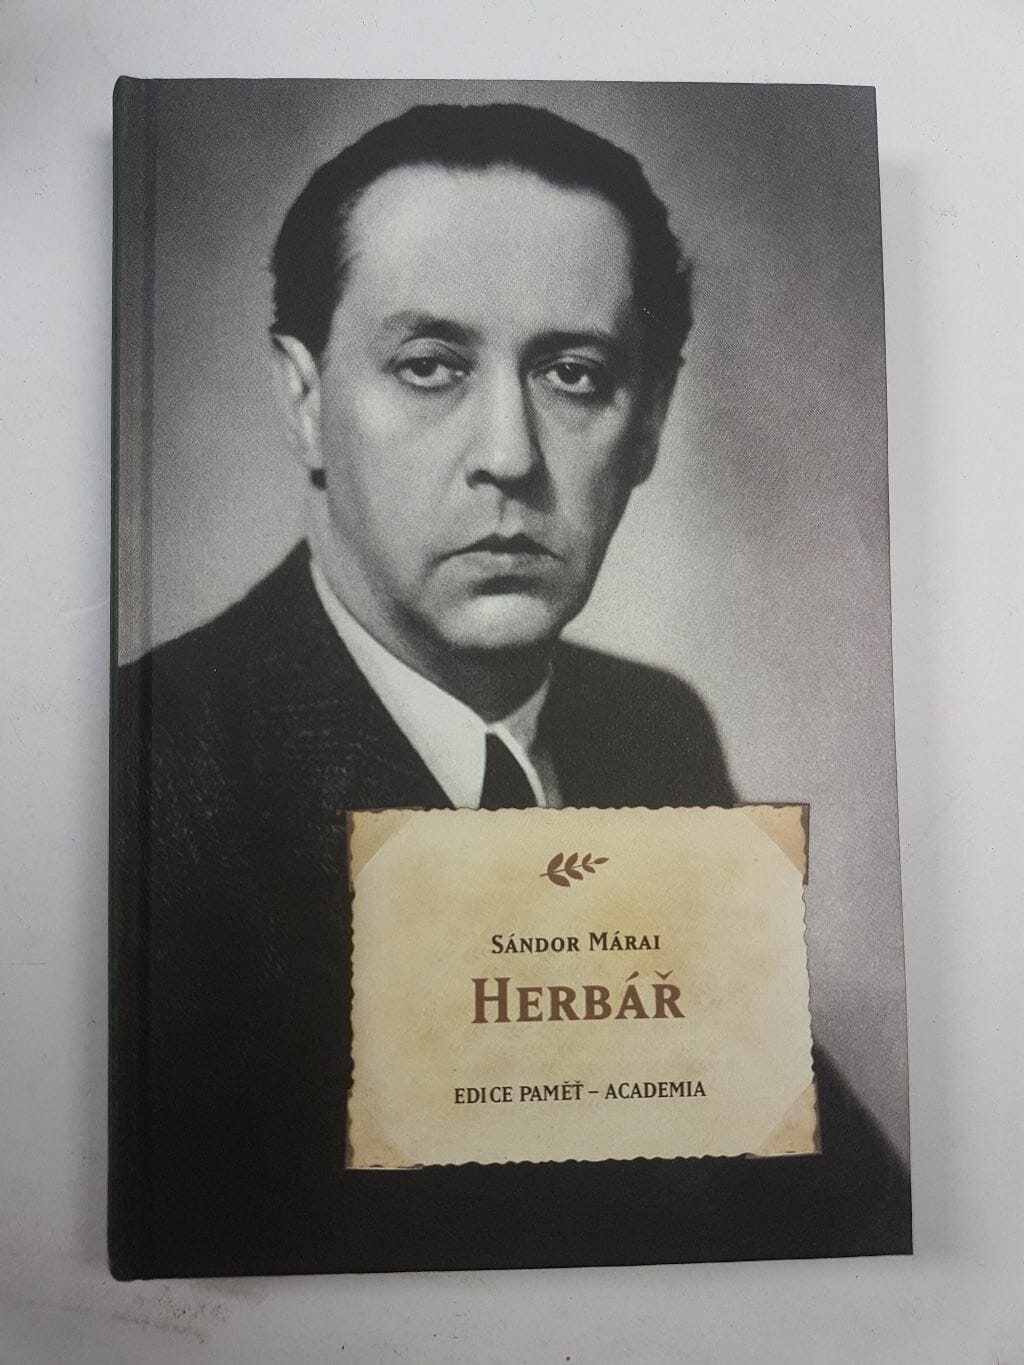 SÁNDOR MÁRAI
HERBÁŘ
EDICE PAMĚŤ – ACADEMIA